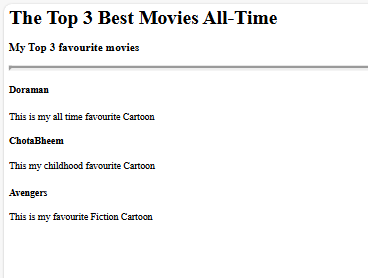 The Top 3 Best Movies All-Time
My Top 3 favourite movies
Doraman
This is my all time favourite Cartoon
ChotaBheem
This my childhood favourite Cartoon
Avengers
This is my favourite Fiction Cartoon